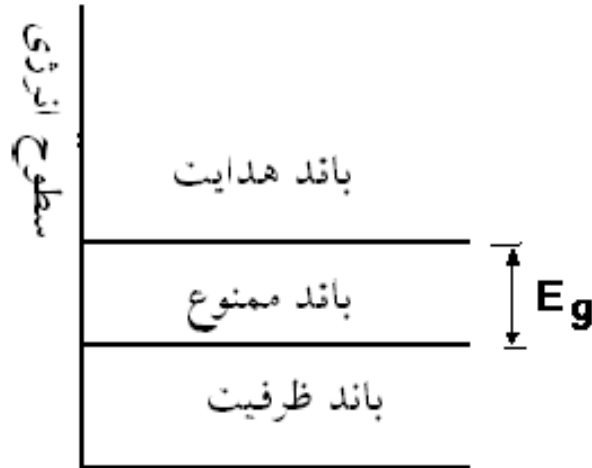 سطوح انرژی
باند هدایت
باند ممنوع
Eg
باند ظرفیت